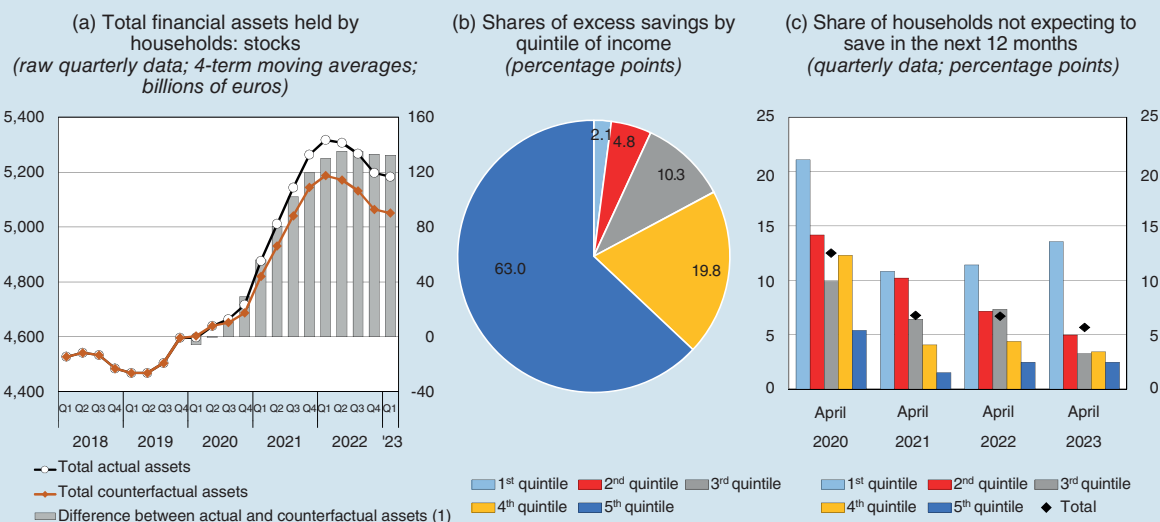 (a) Total financial assets held by
households: stocks
(raw quarterly data; 4-term moving averages;
billions of euros)
5,400
5,200
5,000
4,800
4,600
4,400
160
120
80
40
0
-40
Q1 Q2 Q3 Q4 Q1 Q2 Q3 Q4 Q1 Q2 Q3 Q4 Q1 Q2 Q3 Q4 Q1 Q2 Q3 Q4 Q1
2018 2019 2020 2021 2022 '23
Total actual assets
Total counterfactual assets
Difference between actual and counterfactual assets (1)
(b) Shares of excess savings by
quintile of income
(percentage points)
2.1
4.8
10.3
19.8
63.0
1st quintile 2nd quintile 3rd quintile
4th quintile 5th quintile
(c) Share of households not expecting to
save in the next 12 months
(quarterly data; percentage points)
25
20
15
10
5
0
25
20
15
10
5
0
April April April April
2020 2021 2022 2023
1st quintile 2nd quintile 3rd quintile
4th quintile 5th quintile Total